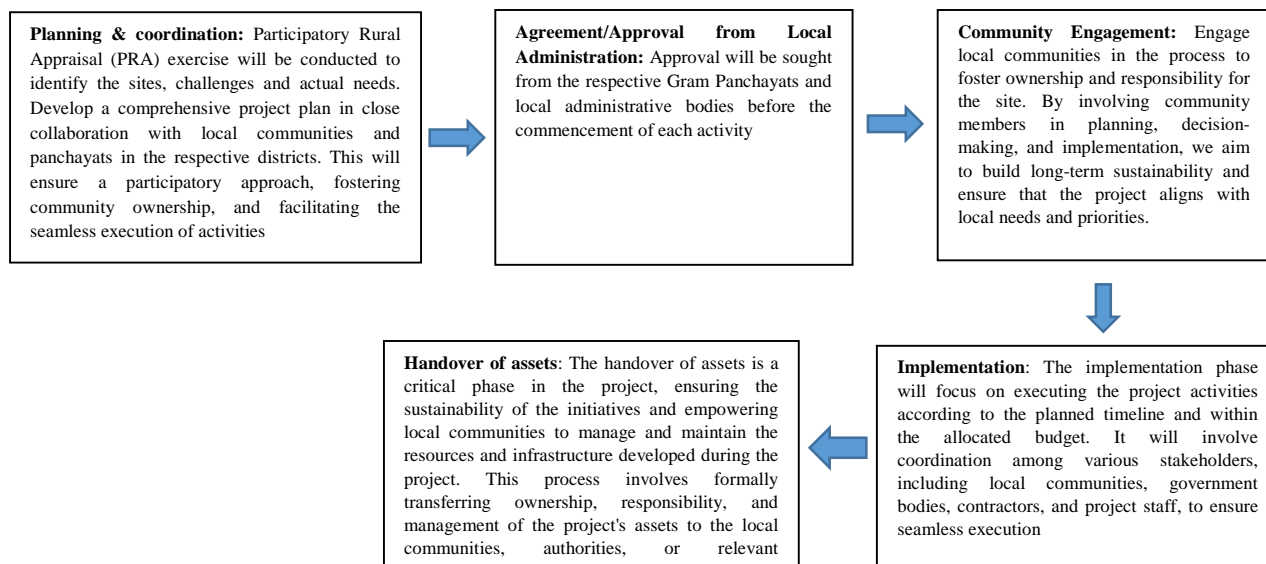 Planning & coordination: Participatory Rural
Appraisal (PRA) exercise will be conducted to
identify the sites, challenges and actual needs.
Develop a comprehensive project plan in close
collaboration with local communities and
panchayats in the respective districts. This will
ensure a participatory approach, fostering
community ownership, and facilitating the
seamless execution of activities
Agreement/Approval from Local
Administration: Approval will be sought
from the respective Gram Panchayats and
local administrative bodies before the
commencement of each activity
Community Engagement: Engage
local communities in the process to
foster ownership and responsibility for
the site. By involving community
members in planning, decision-
making, and implementation, we aim
to build long-term sustainability and
ensure that the project aligns with
local needs and priorities.
Implementation: The implementation phase
will focus on executing the project activities
according to the planned timeline and within
the allocated budget. It will involve
coordination among various stakeholders,
including local communities, government
bodies, contractors, and project staff, to ensure
seamless execution
Handover of assets: The handover of assets is a
critical phase in the project, ensuring the
sustainability of the initiatives and empowering
local communities to manage and maintain the
resources and infrastructure developed during the
project. This process involves formally
transferring ownership, responsibility, and
management of the project's assets to the local
communities, authorities, or relevant